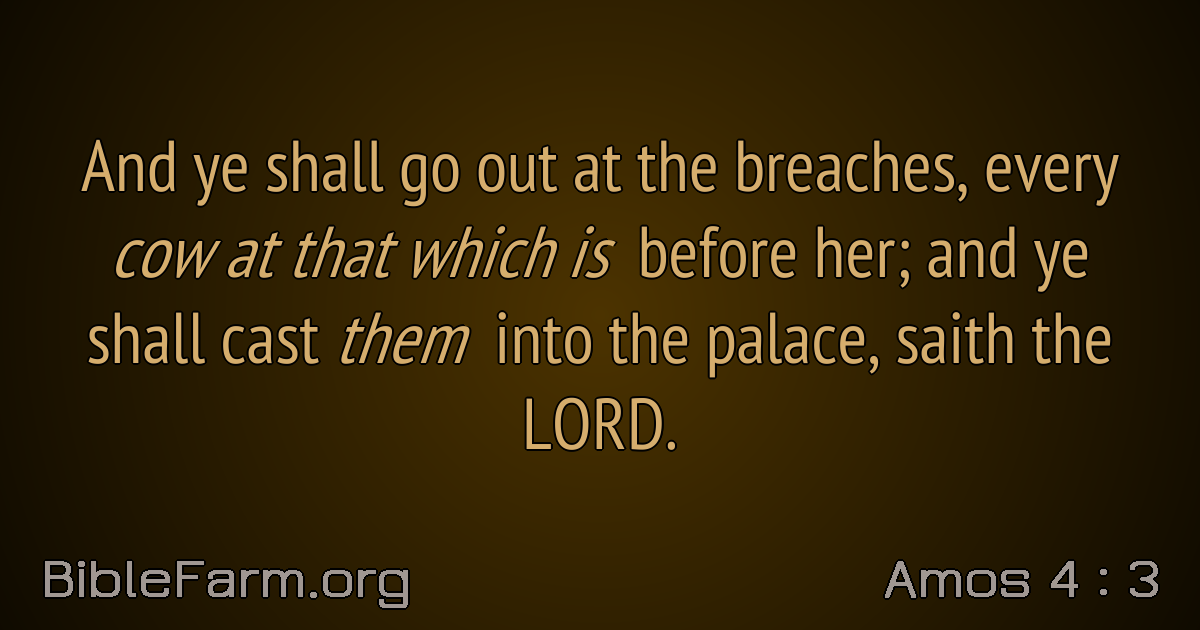 And ye shall go out at the breaches, every
cow at that which is before her; and ye
shall cast them into the palace, saith the
LORD.
BibleFarm.org
Amos 4 : 3